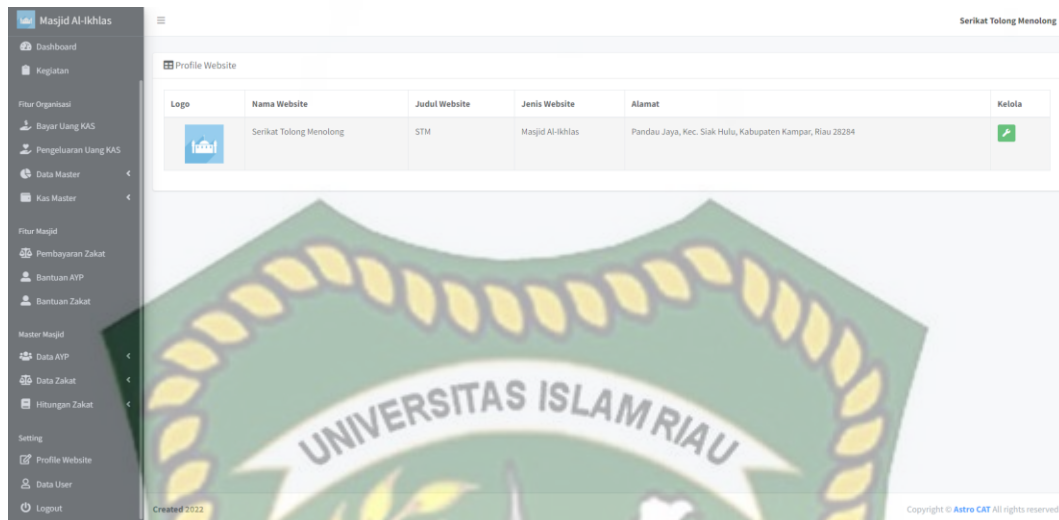 Masjid Al-Ikhlas
Dashboard
Kegiatan
Fitur Organisasi
Bayar Uang KAS
Pengeluaran Uang KAS
Data Master
Kas Master
Fitur Masjid
Pembayaran Zakat
Bantuan AYP
Bantuan Zakat
Master Masjid
Data AYP
Data Zakat
Hitungan Zakat
Setting
Profile Website
Data User
Logout
Serikat Tolong Menolong
Profile Website
Logo Nama Website Judul Website Jenis Website Alamat Kelola
Serikat Tolong Menolong STM Masjid Al-Ikhlas Pandau Jaya, Kec. Siak Hulu, Kabupaten Kampar, Riau 28284
UNIVERSITAS ISLAM RIAU
Created 2022 Copyright © Astro CAT All rights reserved